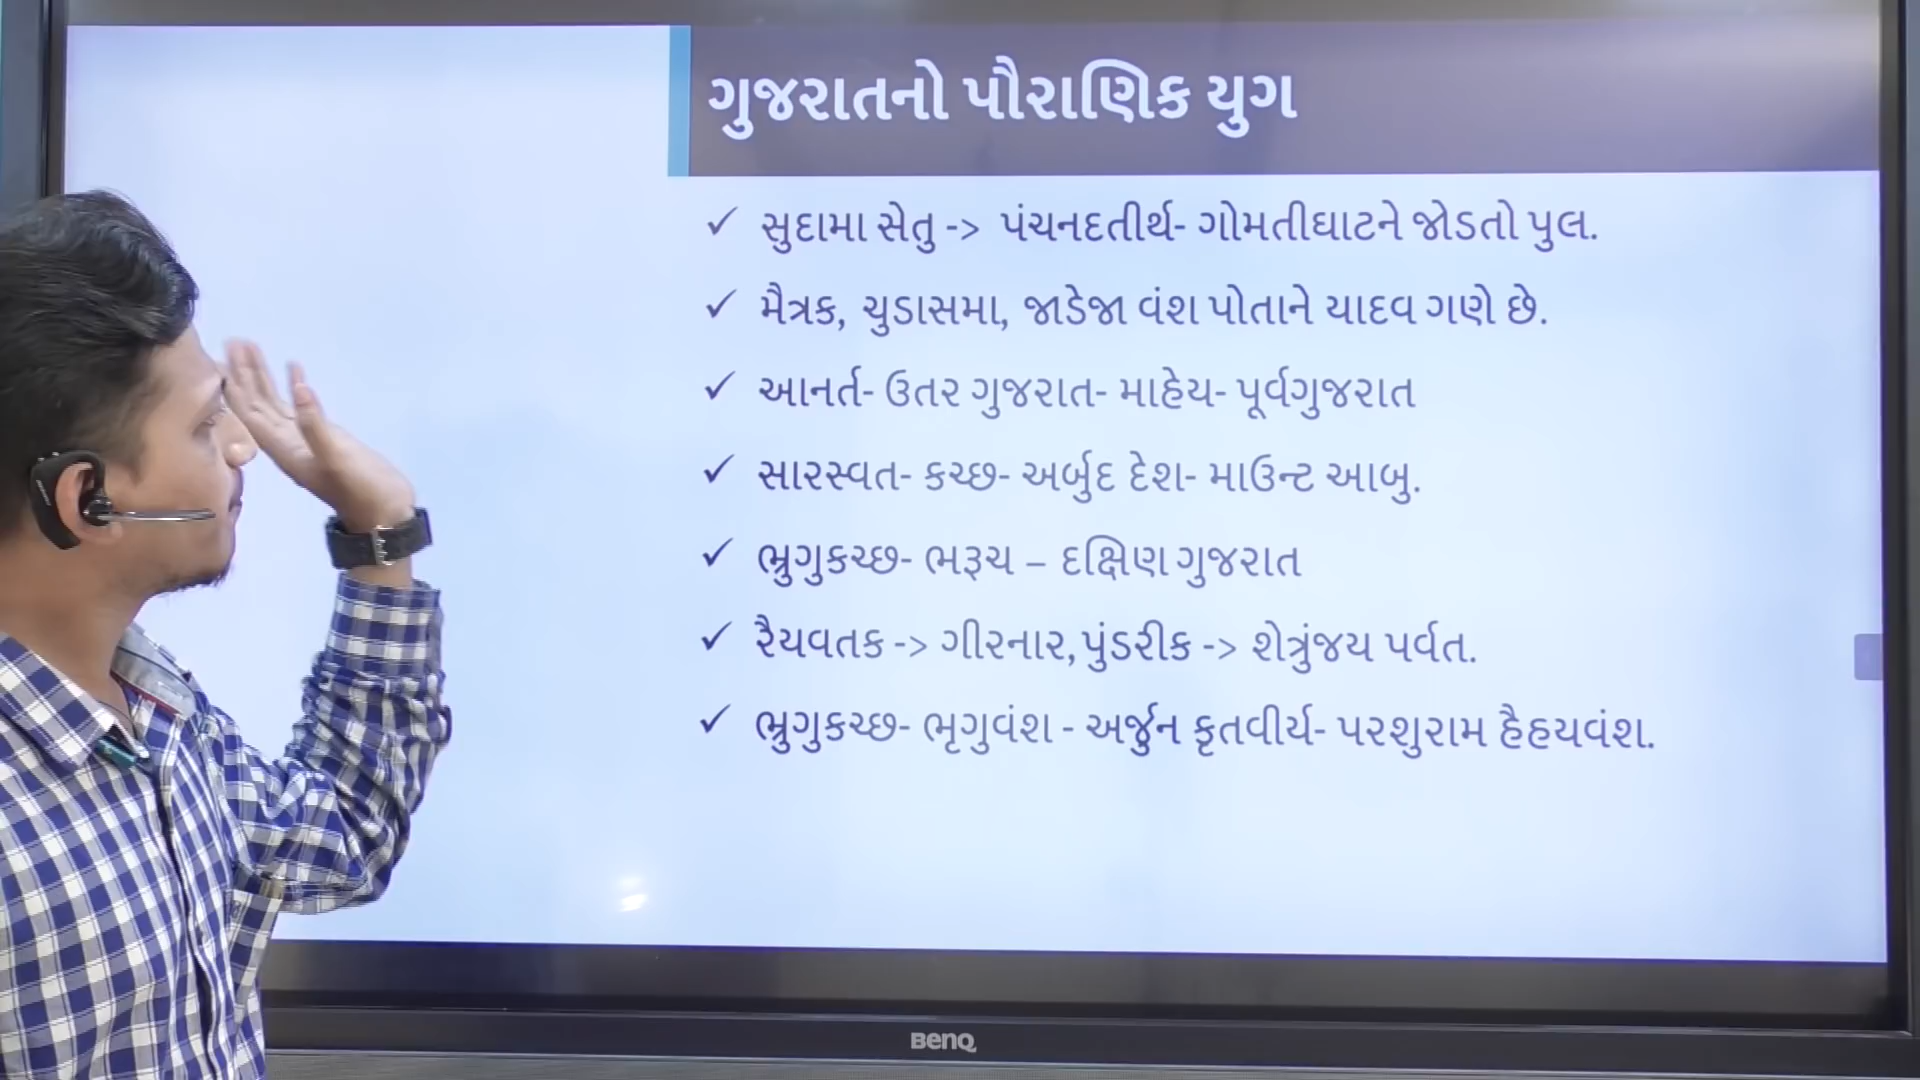 ગુજરાતનો પૌરાણિક યુગ
✓ સુદામા સેતુ -> પંચનદતીર્થ- ગોમતીઘાટને જોડતો પુલ.
✓ મૈત્રક, ચુડાસમા, જાડેજા વંશ પોતાને યાદવ ગણે છે.
✓ આનર્ત- ઉતર ગુજરાત- માહેય- પૂર્વગુજરાત
✓ સારસ્વત- કચ્છ- અર્બુદ દેશ- માઉન્ટ આબુ.
✓ ભ્રુગુકચ્છ- ભરૂચ – દક્ષિણ ગુજરાત
✓ રૈયવતક -> ગીરનાર, પુંડરીક -> શેત્રુંજય પર્વત.
✓ ભ્રુગુકચ્છ- ભૃગુવંશ - અર્જુન કૃતવીર્ય- પરશુરામ હૈહયવંશ.
BenQ